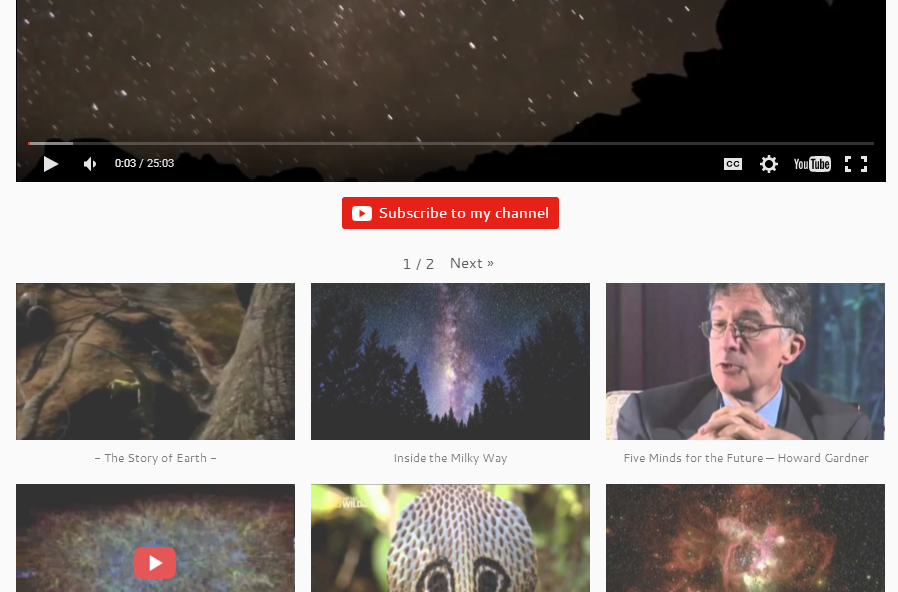 0:03 / 25:03
CC
YouTube
Subscribe to my channel
1 / 2 Next »
– The Story of Earth –
Inside the Milky Way
Five Minds for the Future — Howard Gardner
WILD